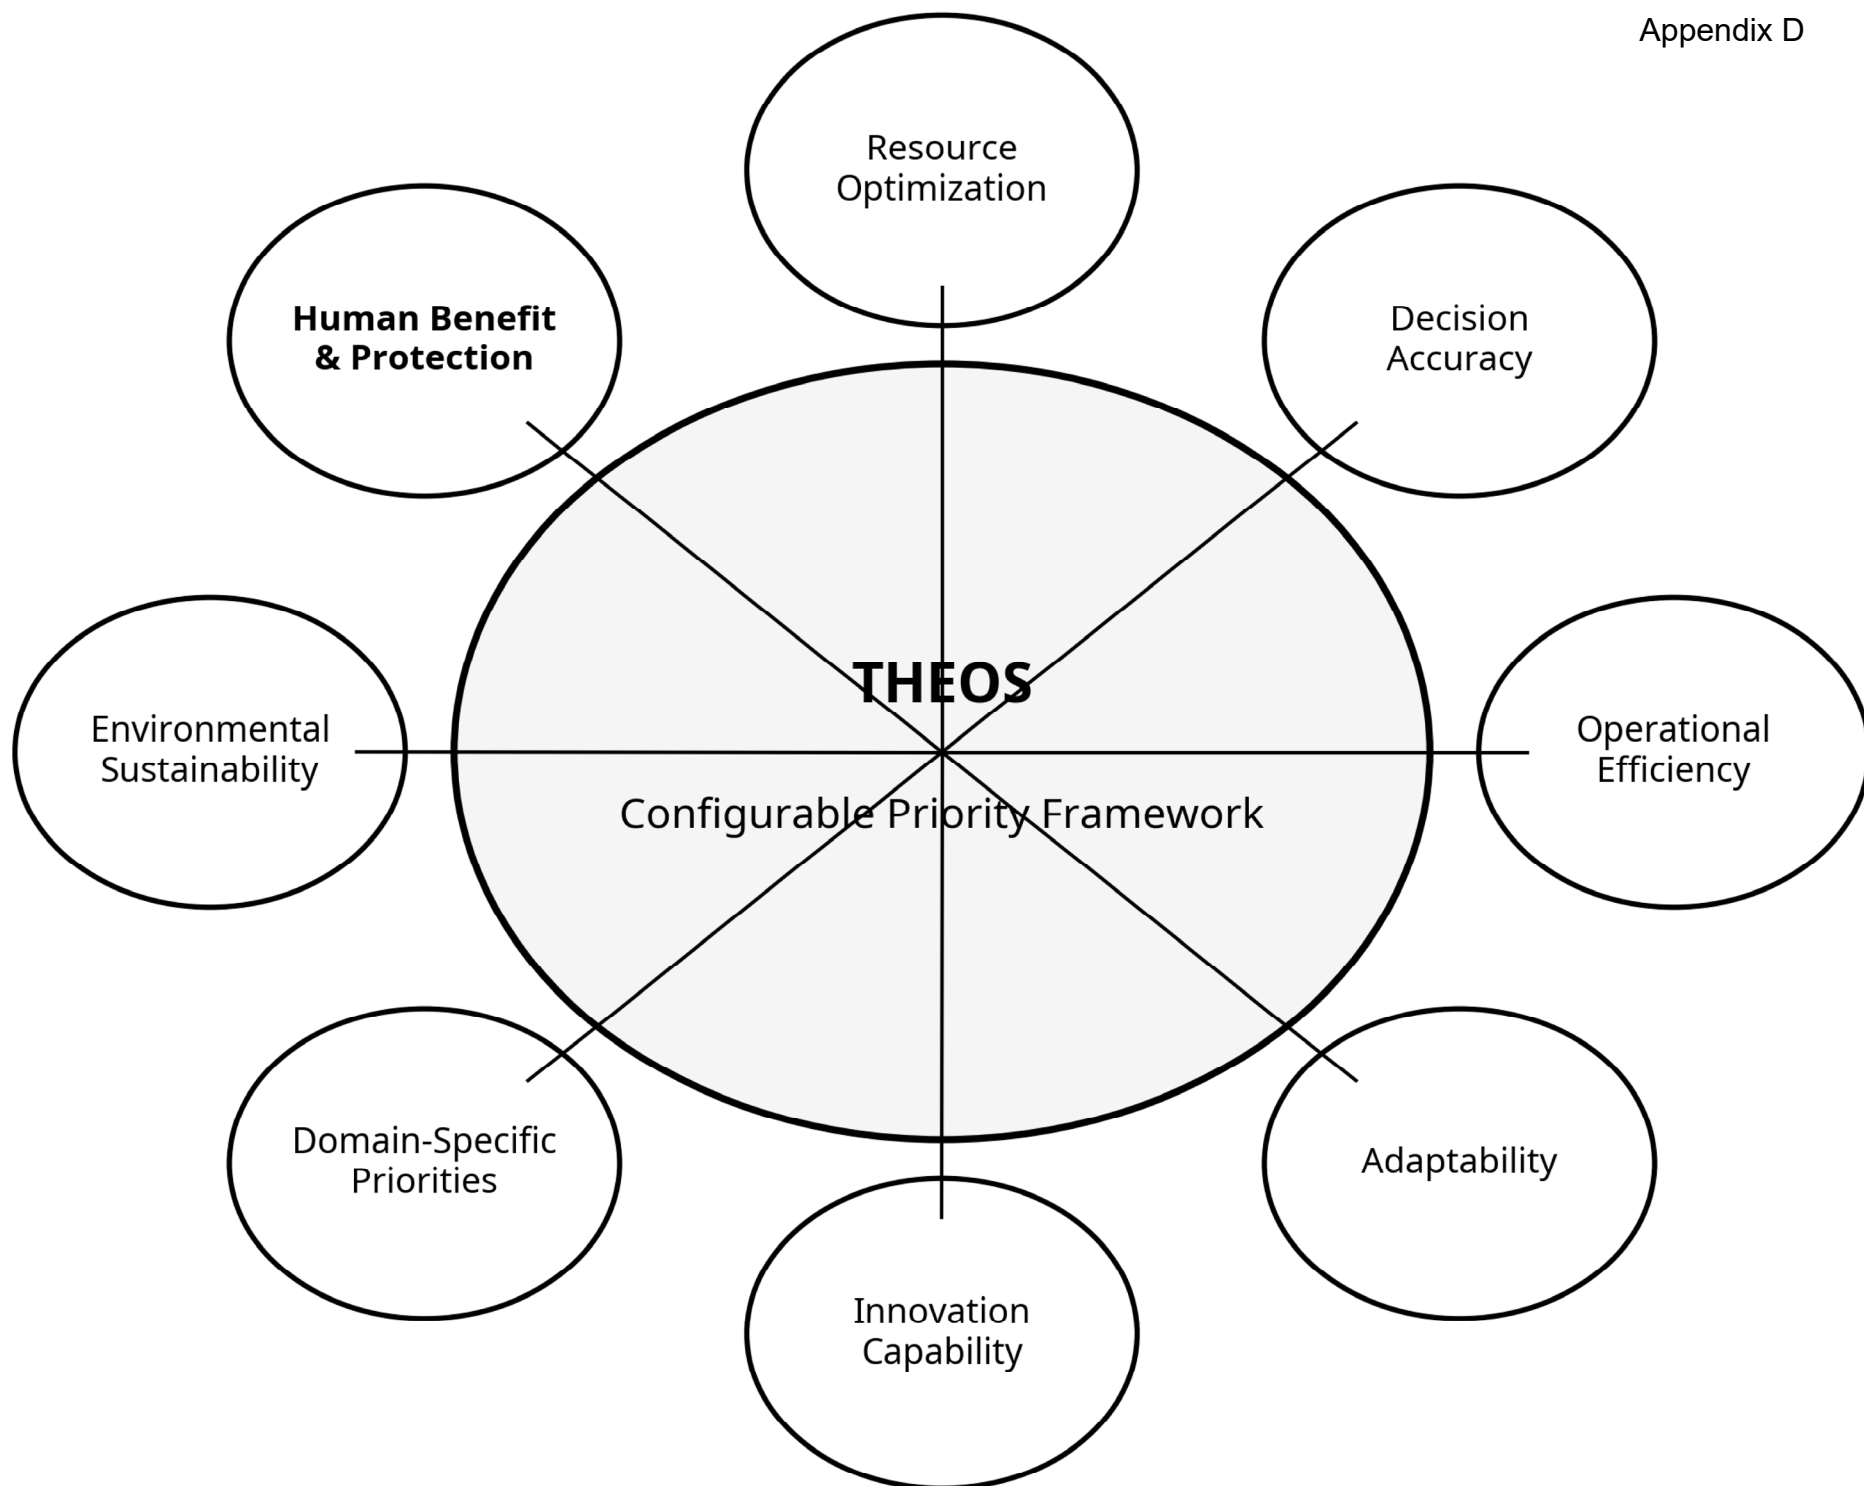 Appendix D
Resource
Optimization
Human Benefit
& Protection
Decision
Accuracy
THEOS
Environmental
Sustainability
Operational
Efficiency
Configurable Priority Framework
Domain-Specific
Priorities
Adaptability
Innovation
Capability